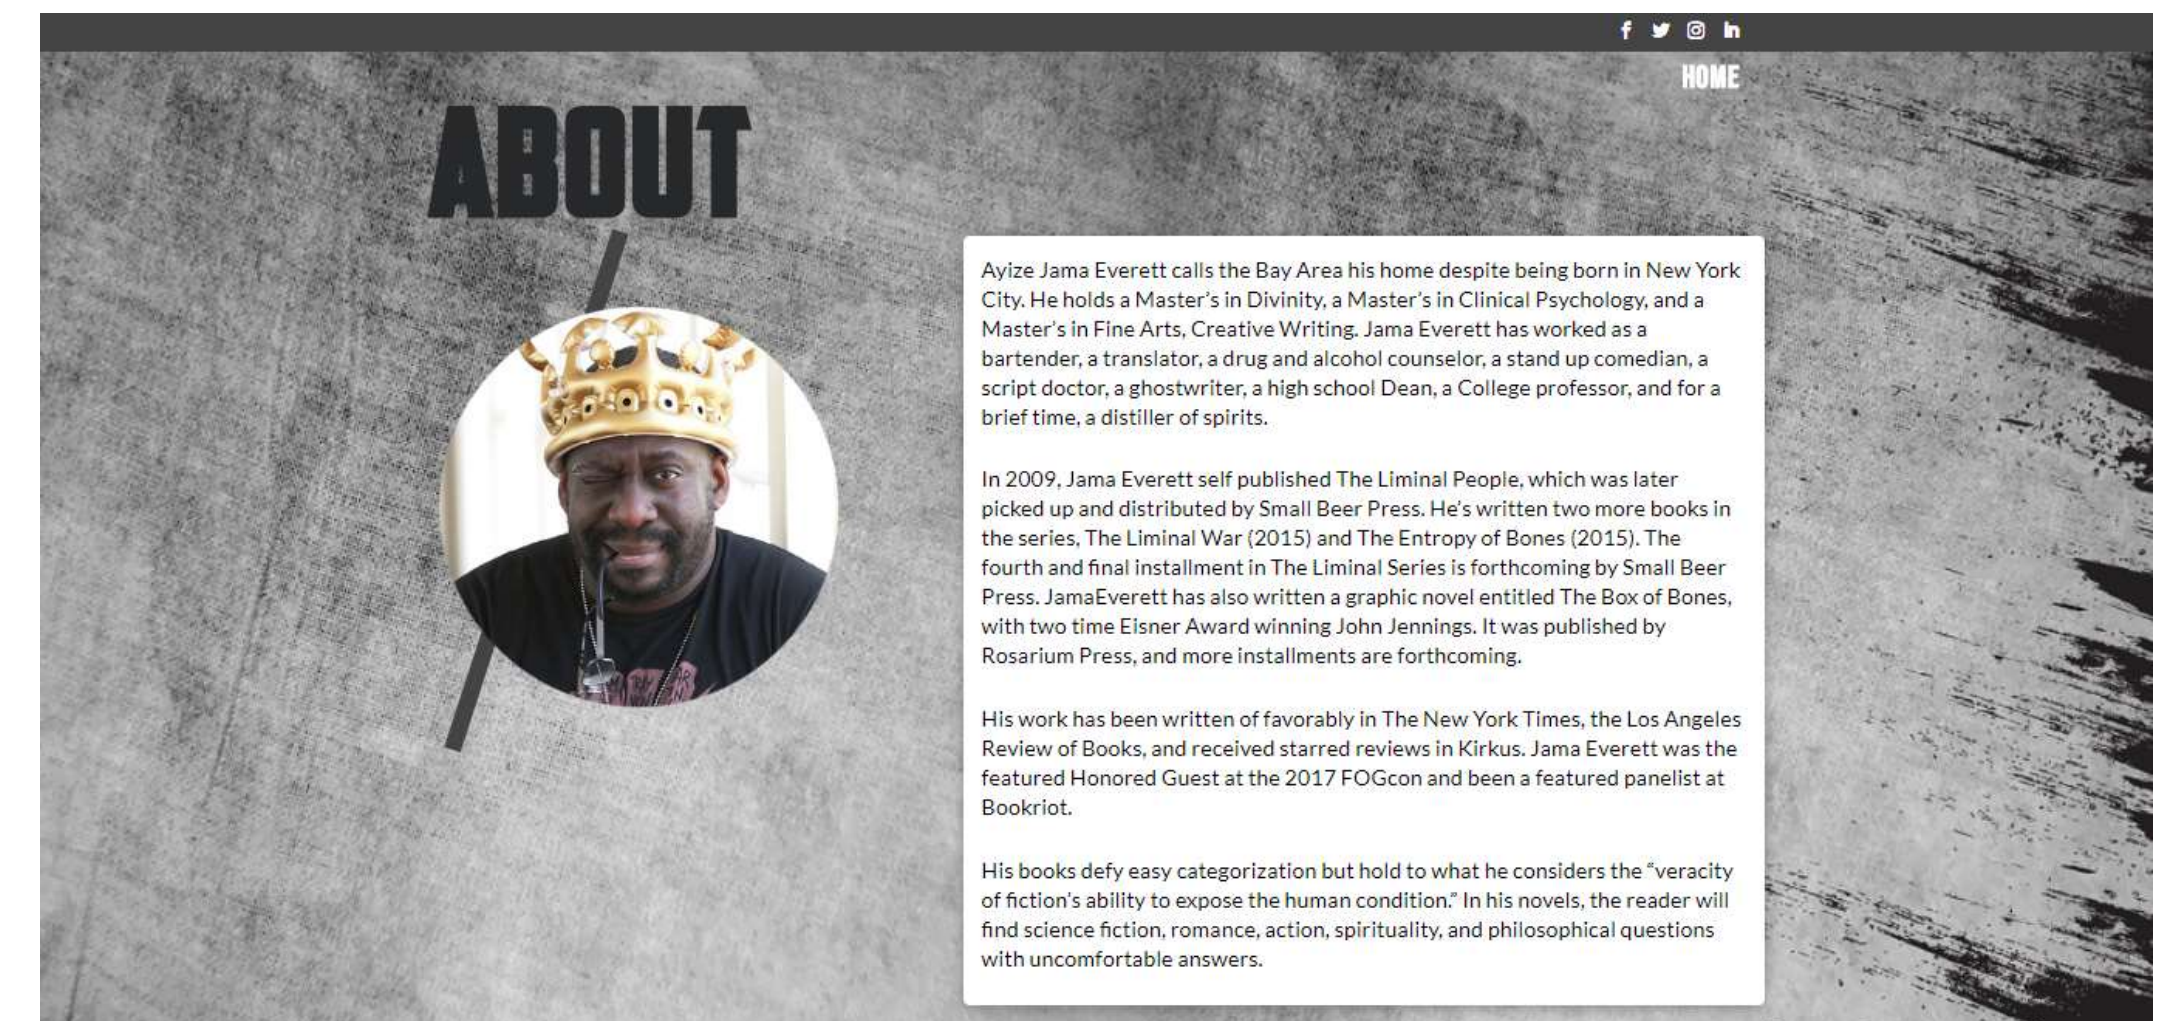 HOME
ABOUT
Ayize Jama Everett calls the Bay Area his home despite being born in New York
City. He holds a Master’s in Divinity, a Master’s in Clinical Psychology, and a
Master’s in Fine Arts, Creative Writing. Jama Everett has worked as a
bartender, a translator, a drug and alcohol counselor, a stand up comedian, a
script doctor, a ghostwriter, a high school Dean, a College professor, and for a
brief time, a distiller of spirits.
In 2009, Jama Everett self published The Liminal People, which was later
picked up and distributed by Small Beer Press. He’s written two more books in
the series, The Liminal War (2015) and The Entropy of Bones (2015). The
fourth and final installment in The Liminal Series is forthcoming by Small Beer
Press. JamaEverett has also written a graphic novel entitled The Box of Bones,
with two time Eisner Award winning John Jennings. It was published by
Rosarium Press, and more installments are forthcoming.
His work has been written of favorably in The New York Times, the Los Angeles
Review of Books, and received starred reviews in Kirkus. Jama Everett was the
featured Honored Guest at the 2017 FOGcon and been a featured panelist at
Bookriot.
His books defy easy categorization but hold to what he considers the “veracity
of fiction’s ability to expose the human condition.” In his novels, the reader will
find science fiction, romance, action, spirituality, and philosophical questions
with uncomfortable answers.